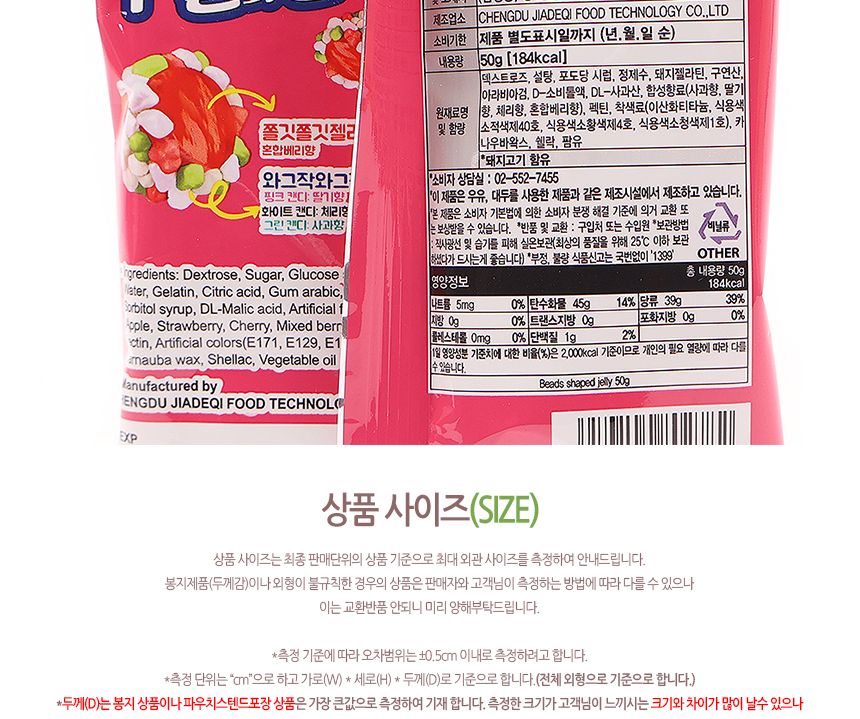 제조업소 CHENGDU JIADEQI FOOD TECHNOLOGY CO.,LTD
소비기한 제품 별도표시일까지 (년.월.일 순)
내용량 50g [184kcal]
원재료명 및 함량
덱스트로즈, 설탕, 포도당 시럽, 정제수, 돼지젤라틴, 구연산,
아라비아검, D-소비톨액, DL-사과산, 합성향료(사과향, 딸기
향, 체리향, 혼합베리향), 펙틴, 착색료(이산화티타늄, 식용색
소적색제40호, 식용색소황색제4호, 식용색소청색제1호), 카
나우바왁스, 쉘락, 팜유
*돼지고기 함유
*소비자 상담실 : 02-552-7455
*이 제품은 우유, 대두를 사용한 제품과 같은 제조시설에서 제조하고 있습니다.
*본 제품은 소비자 기본법에 의한 소비자 분쟁 해결 기준에 의거 교환 또
는 보상받을 수 있습니다. *반품 및 교환 : 구입처 또는 수입원 *보관방법
: 직사광선 및 습기를 피해 실온보관(최상의 품질을 위해 25℃ 이하 보관
하셨다가 드시는게 좋습니다) *부정, 불량 식품신고는 국번없이 '1399'
비닐류
OTHER
영양정보
총 내용량 50g
184kcal
나트륨 5mg 0% 탄수화물 45g 14% 당류 39g 39%
지방 0g 0% 트랜스지방 0g 포화지방 0g 0%
콜레스테롤 0mg 0% 단백질 1g 2%
1일 영양성분 기준치에 대한 비율(%)은 2,000kcal 기준이므로 개인의 필요 열량에 따라 다를
수 있습니다.
Beads shaped jelly 50g
쫄깃쫄깃젤리
혼합베리향
와그작와그
핑크 캔디: 딸기향
화이트 캔디: 체리향
그린 캔디: 사과향
Ingredients: Dextrose, Sugar, Glucose
Water, Gelatin, Citric acid, Gum arabic,
Sorbitol syrup, DL-Malic acid, Artificial f
Apple, Strawberry, Cherry, Mixed berr
ectin, Artificial colors(E171, E129, E1
arnauba wax, Shellac, Vegetable oil
Manufactured by
CHENGDU JIADEQI FOOD TECHNOLO
EXP
상품 사이즈(SIZE)
상품 사이즈는 최종 판매단위의 상품 기준으로 최대 외관 사이즈를 측정하여 안내드립니다.
봉지제품(두께감)이나 외형이 불규칙한 경우의 상품은 판매자와 고객님이 측정하는 방법에 따라 다를 수 있으나
이는 교환반품 안되니 미리 양해부탁드립니다.
*측정 기준에 따라 오차범위는 ±0.5cm 이내로 측정하려고 합니다.
*측정 단위는 “cm”으로 하고 가로(W) * 세로(H) * 두께(D)로 기준으로 합니다.(전체 외형으로 기준으로 합니다.)
*두께(D)는 봉지 상품이나 파우치스텐드포장 상품은 가장 큰값으로 측정하여 기재 합니다. 측정한 크기가 고객님이 느끼시는 크기와 차이가 많이 날수 있으나